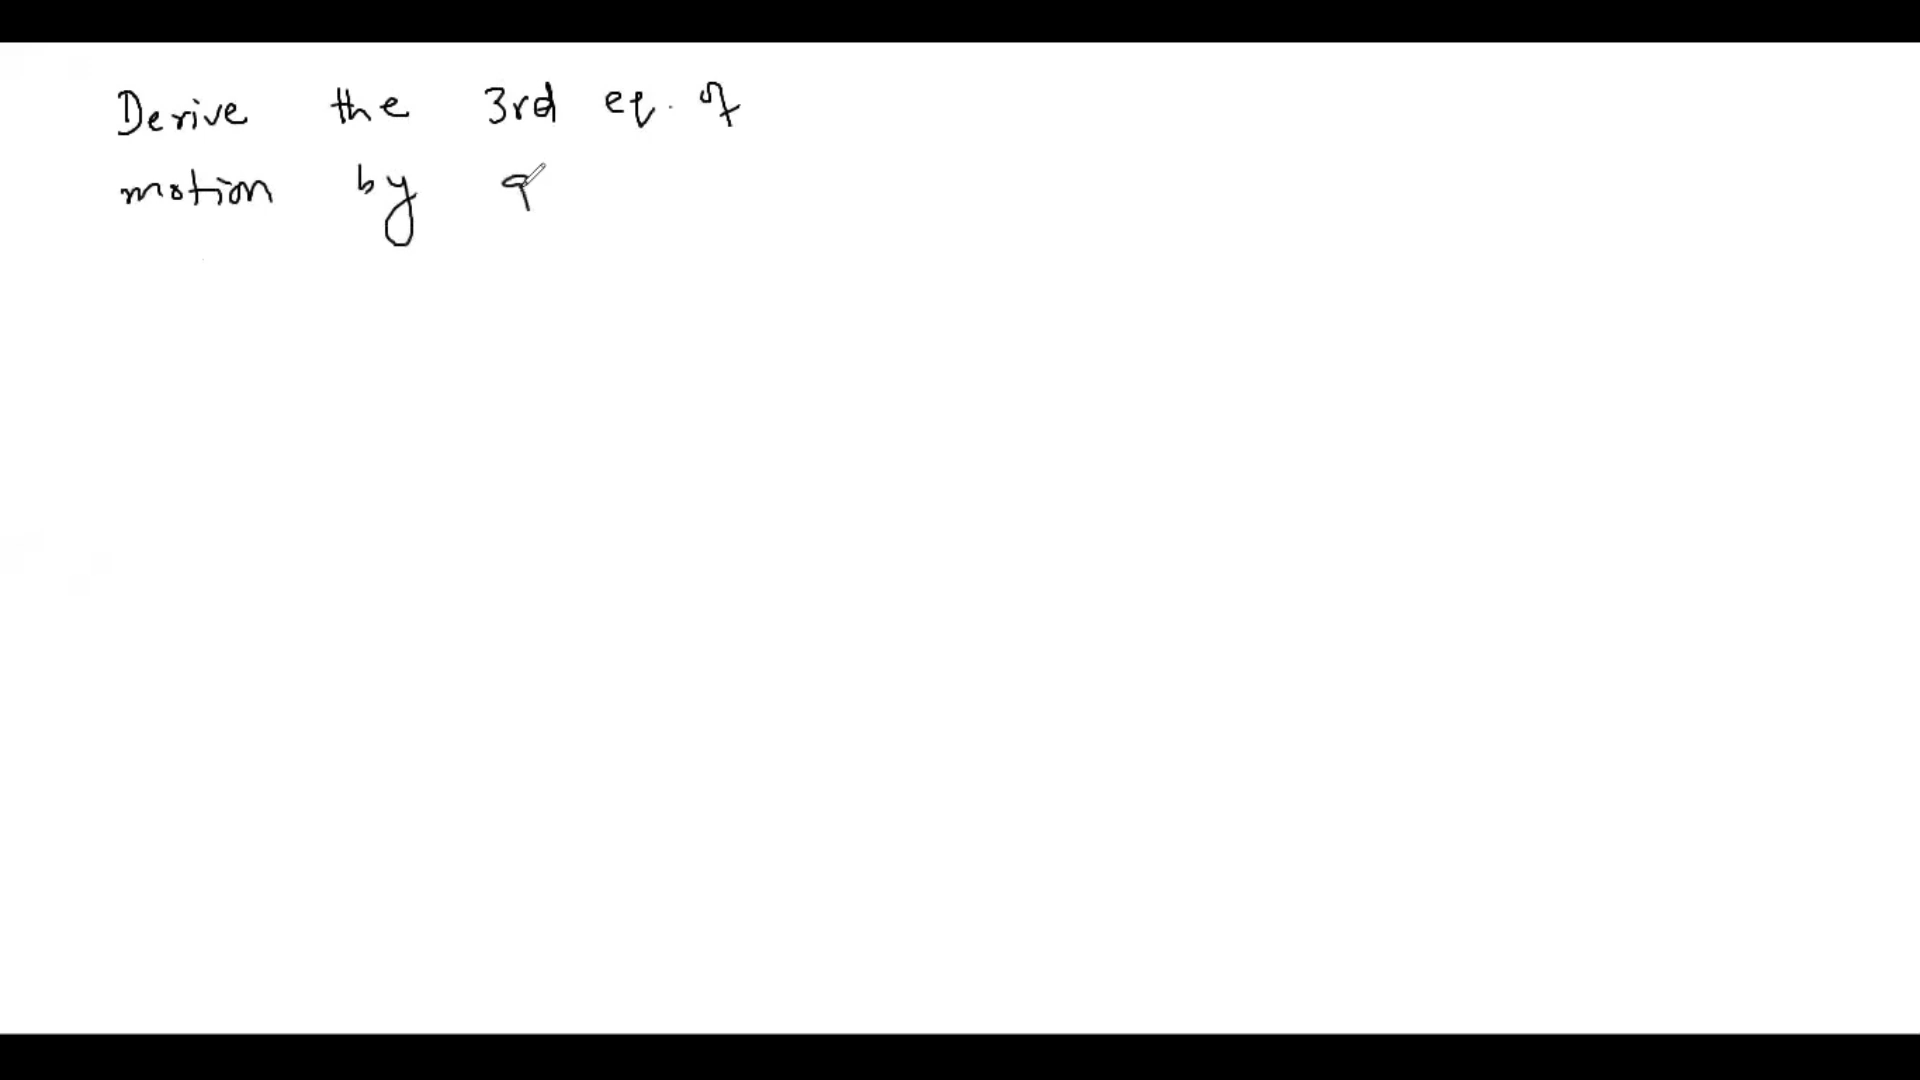 Derive the 3rd eq. of
motion by